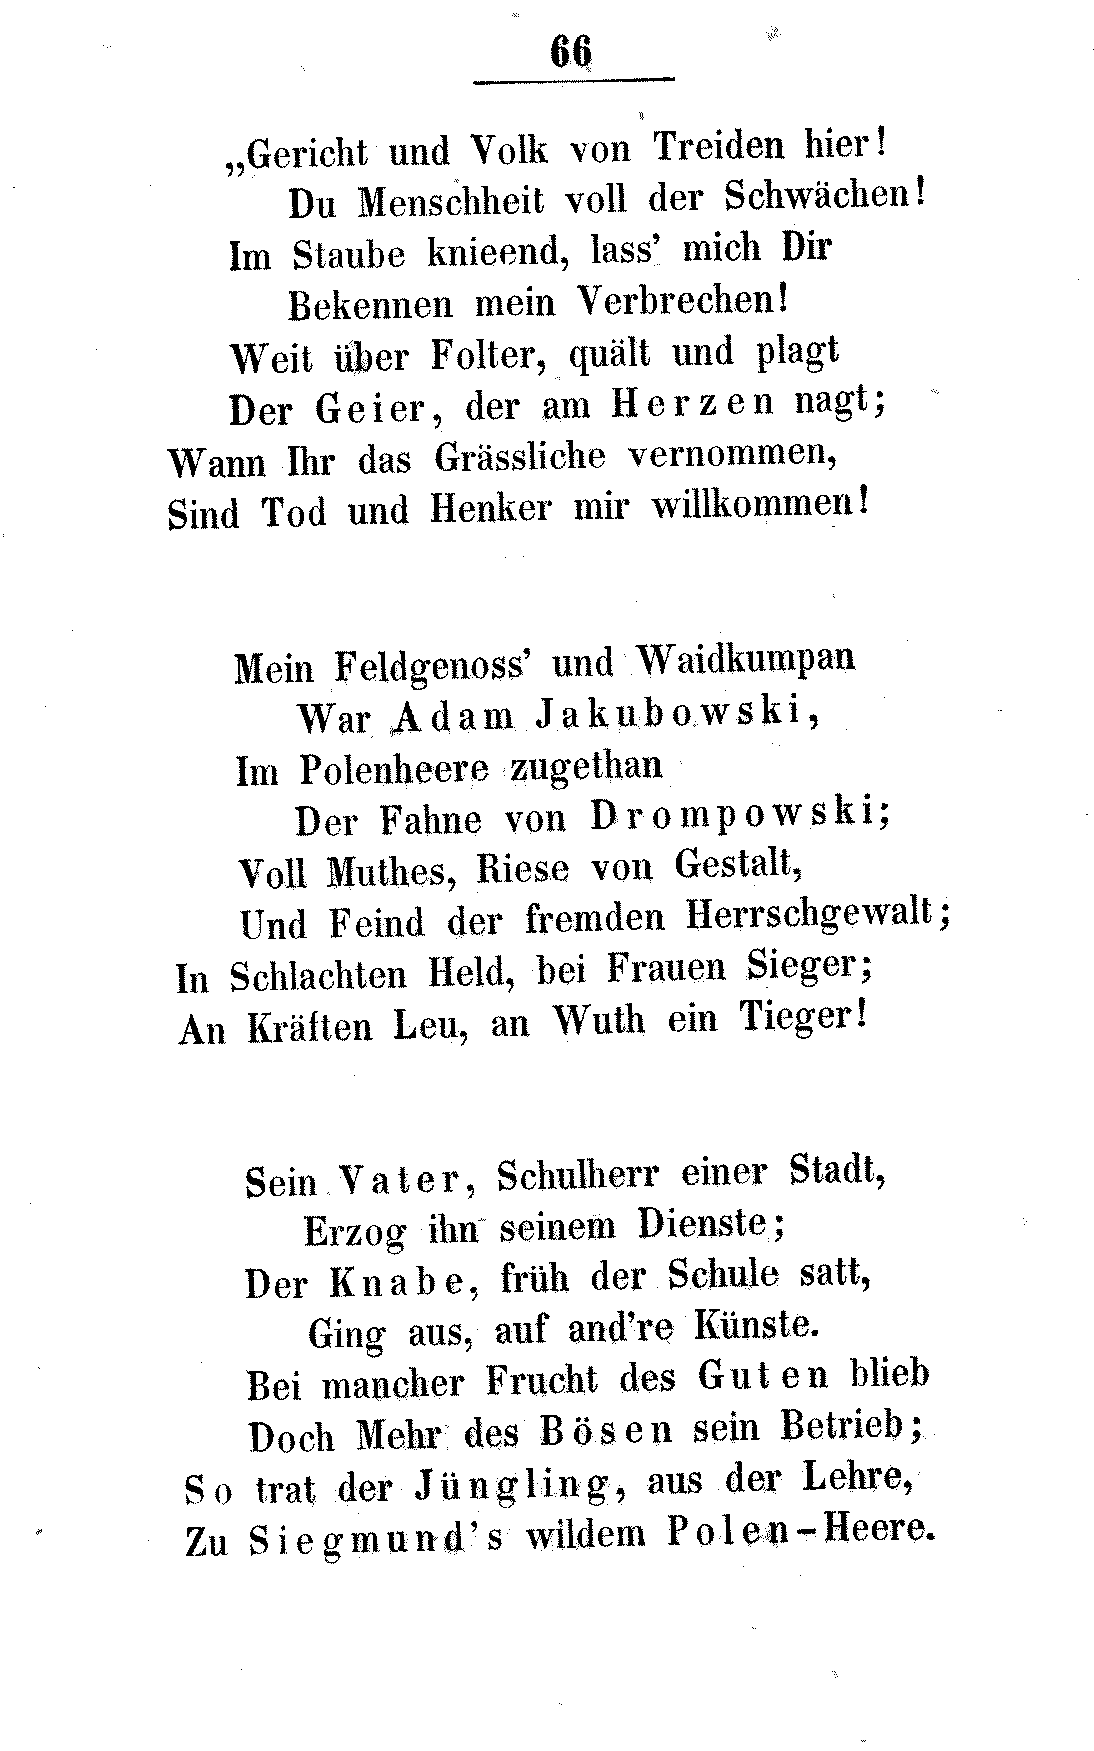 66
„Gericht und Volk von Treiden hier!
Du Menschheit voll der Schwächen!
Im Staube knieend, lass’ mich Dir
Bekennen mein Verbrechen!
Weit über Folter, quält und plagt
Der Geier, der am Herzen nagt;
Wann Ihr das Grässliche vernommen,
Sind Tod und Henker mir willkommen!
Mein Feldgenoss’ und Waidkumpan
War Adam Jakubowski,
Im Polenheere zugethan
Der Fahne von Drompowski;
Voll Muthes, Riese von Gestalt,
Und Feind der fremden Herrschgewalt;
In Schlachten Held, bei Frauen Sieger;
An Kräften Leu, an Wuth ein Tieger!
Sein Vater, Schulherr einer Stadt,
Erzog ihn seinem Dienste;
Der Knabe, früh der Schule satt,
Ging aus, auf and’re Künste.
Bei mancher Frucht des Guten blieb
Doch Mehr des Bösen sein Betrieb;
So trat der Jüngling, aus der Lehre,
Zu Siegmund’s wildem Polen-Heere.